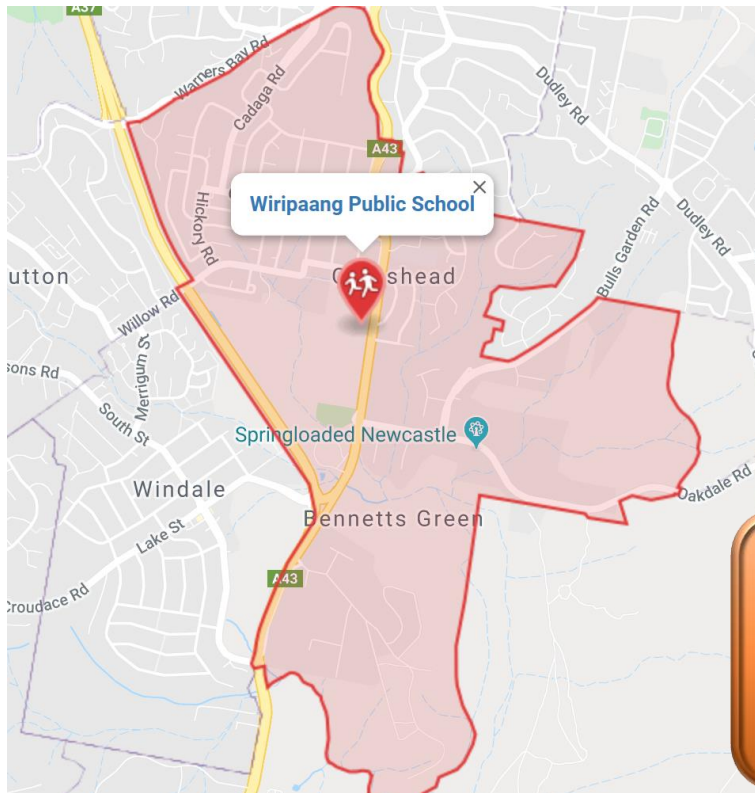 A37
Warners Bay Rd
Cadaga Rd
Dudley Rd
A43
Wiripaang Public School
Hickory Rd
Bulls Garden Rd
Dudley Rd
utton
shead
Willow Rd
Merrigum St
sons Rd
South St
Springloaded Newcastle
Windale
Oakdale Rd
Bennetts Green
Lake St
A43
Croudace Rd